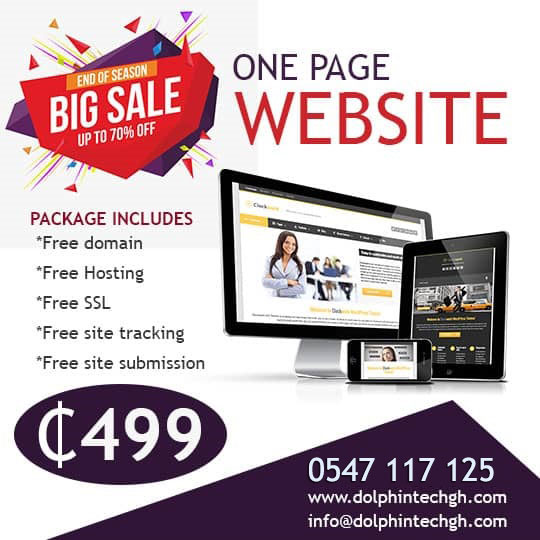 END OF SEASON
BIG SALE
UP TO 70% OFF
ONE PAGE
WEBSITE
PACKAGE INCLUDES
*Free domain
*Free Hosting
*Free SSL
*Free site tracking
*Free site submission
₵499
0547 117 125
www.dolphintechgh.com
info@dolphintechgh.com